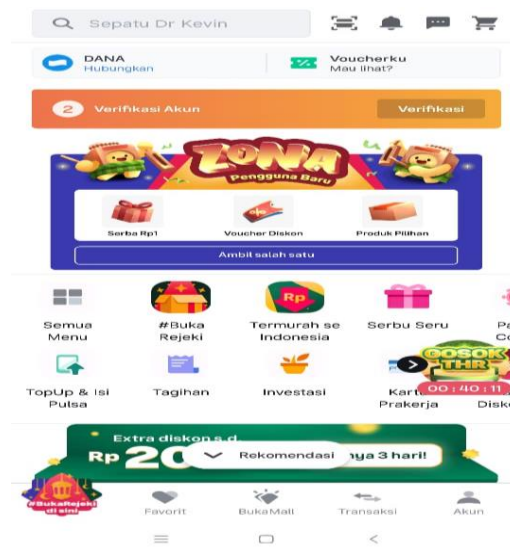 Sepatu Dr Kevin
DANA
Hubungkan
Voucherku
Mau lihat?
2 Verifikasi Akun
Verifikasi
ZONA
Pengguna Baru
Serba Rp1
Voucher Diskon
Produk Pilihan
Ambil salah satu
Semua Menu
#Buka Rejeki
Rp
Termurah se Indonesia
Serbu Seru
TopUp & Isi Pulsa
Tagihan
Investasi
Prakerja
GOSOK
THR
00:40:11
Extra diskon s.d.
Rp 20
Rekomendasi
nya 3 hari!
#BukaRejeki
di sini
Favorit
BukaMall
Transaksi
Akun